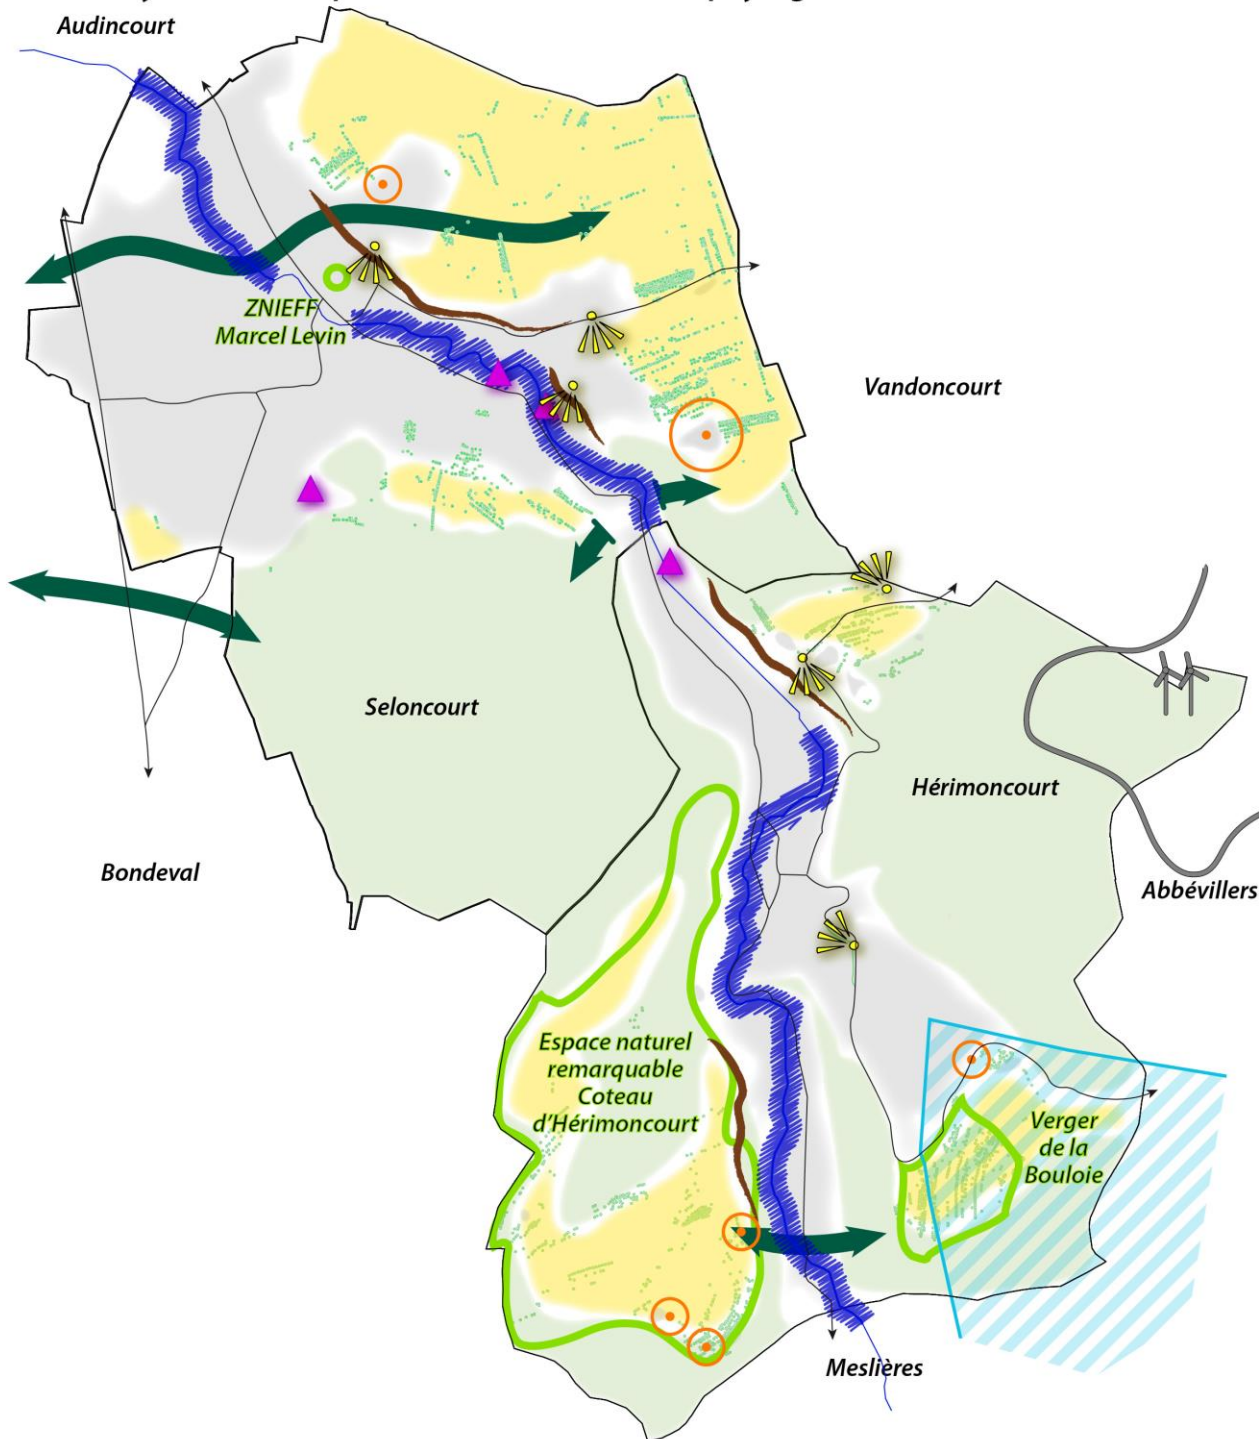 Audincourt
ZNIEFF
Marcel Levin
Vandoncourt
Seloncourt
Hérimoncourt
Bondeval
Abbévillers
Espace naturel
remarquable
Coteau
d'Hérimoncourt
Verger
de la
Bouloie
Meslières